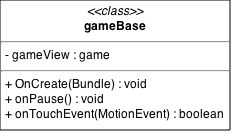 <<class>>
gameBase
- gameView : game
+ OnCreate(Bundle) : void
+ onPause() : void
+ onTouchEvent(MotionEvent) : boolean